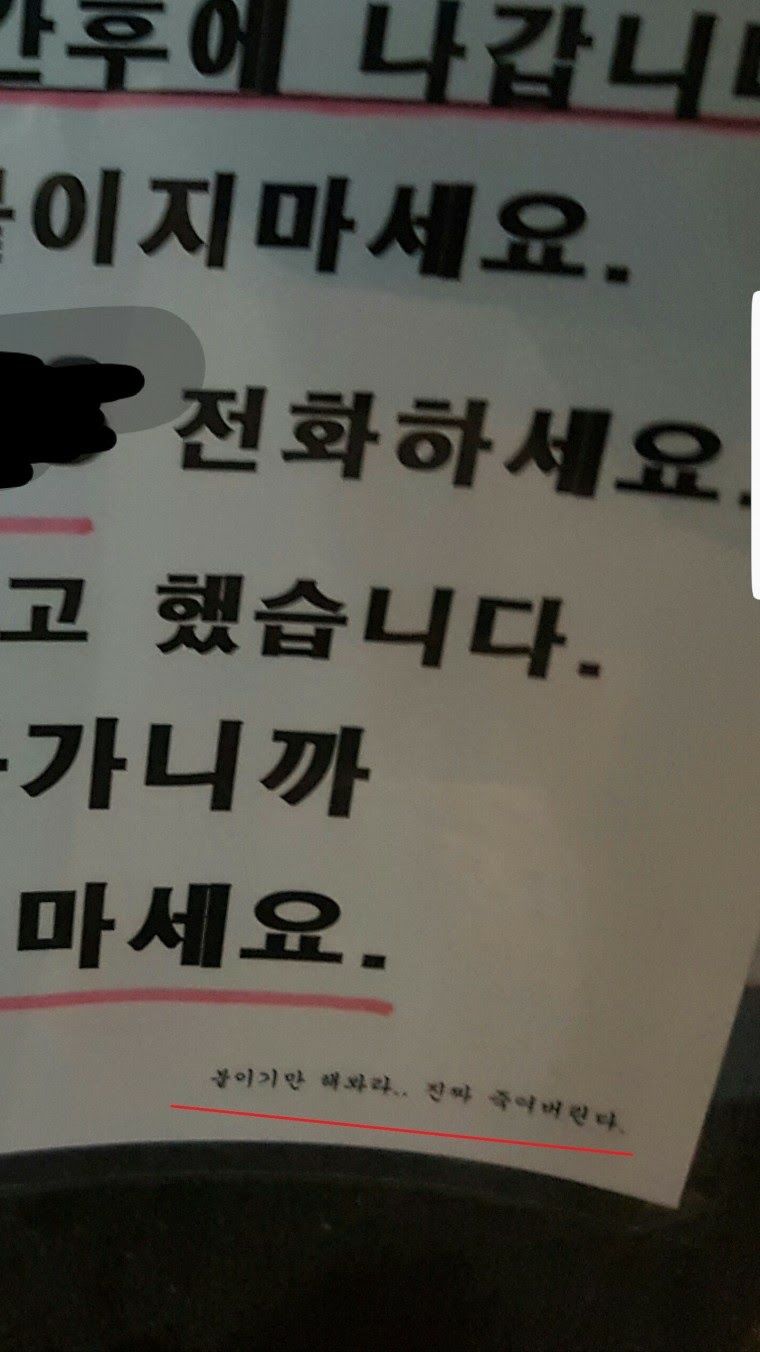 간후에 나갑니
이지마세요.
전화하세요.
고 했습니다.
가니까
마세요.
붙이기만 해봐라.. 진짜 죽여버린다.